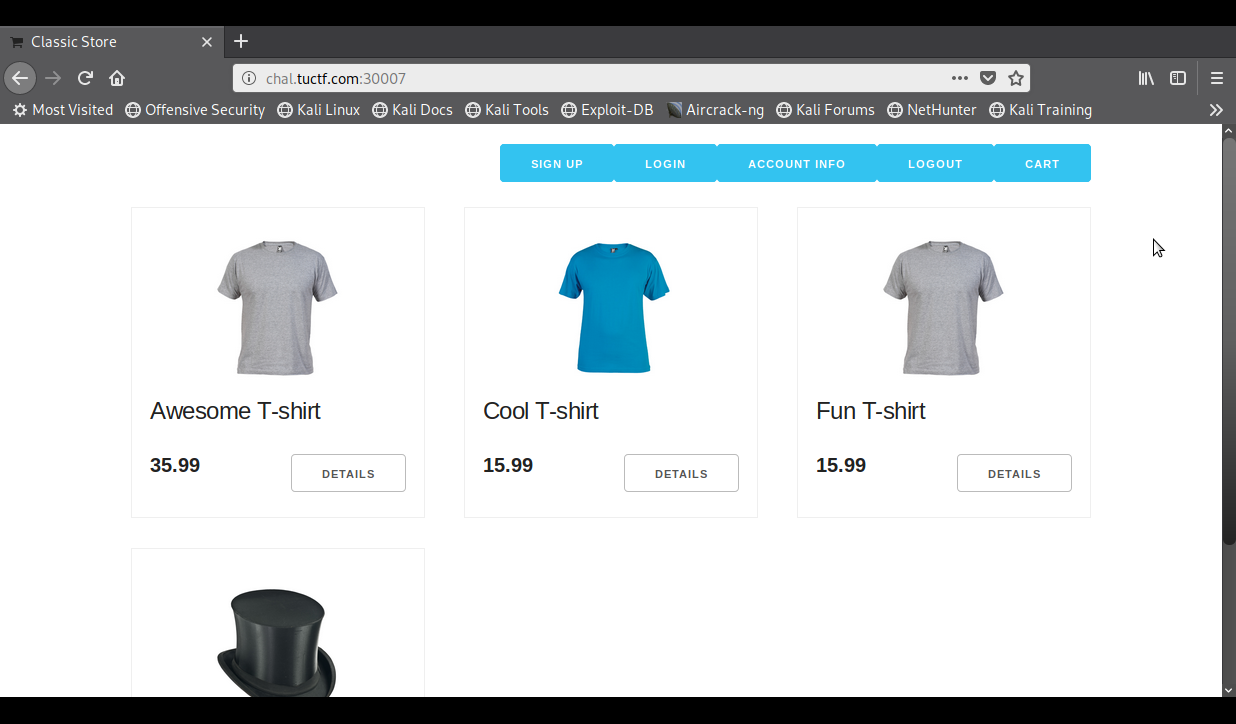 Classic Store
chal.tuctf.com:30007
Most Visited Offensive Security Kali Linux Kali Docs Kali Tools Exploit-DB Aircrack-ng Kali Forums NetHunter Kali Training
SIGN UP LOGIN ACCOUNT INFO LOGOUT CART
Awesome T-shirt Cool T-shirt Fun T-shirt
35.99 DETAILS 15.99 DETAILS 15.99 DETAILS